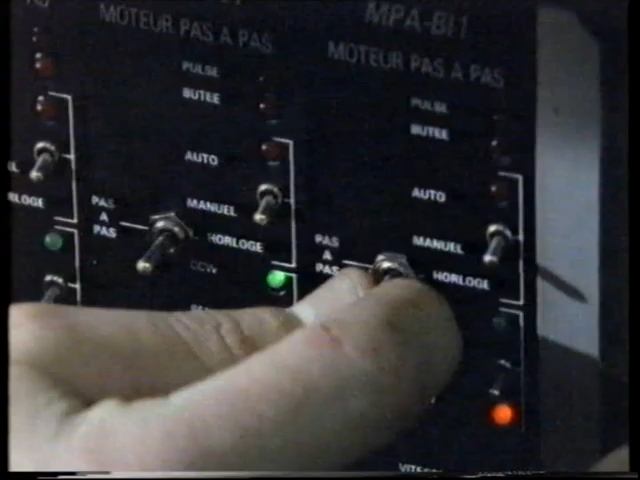 MOTEUR PAS A PAS
PULSE
BUTEE
AUTO
MANUEL
PAS
A
PAS
HORLOGE
CCW
MPA-BI1
MOTEUR PAS A PAS
PULSE
BUTEE
AUTO
MANUEL
PAS
A
PAS
HORLOGE